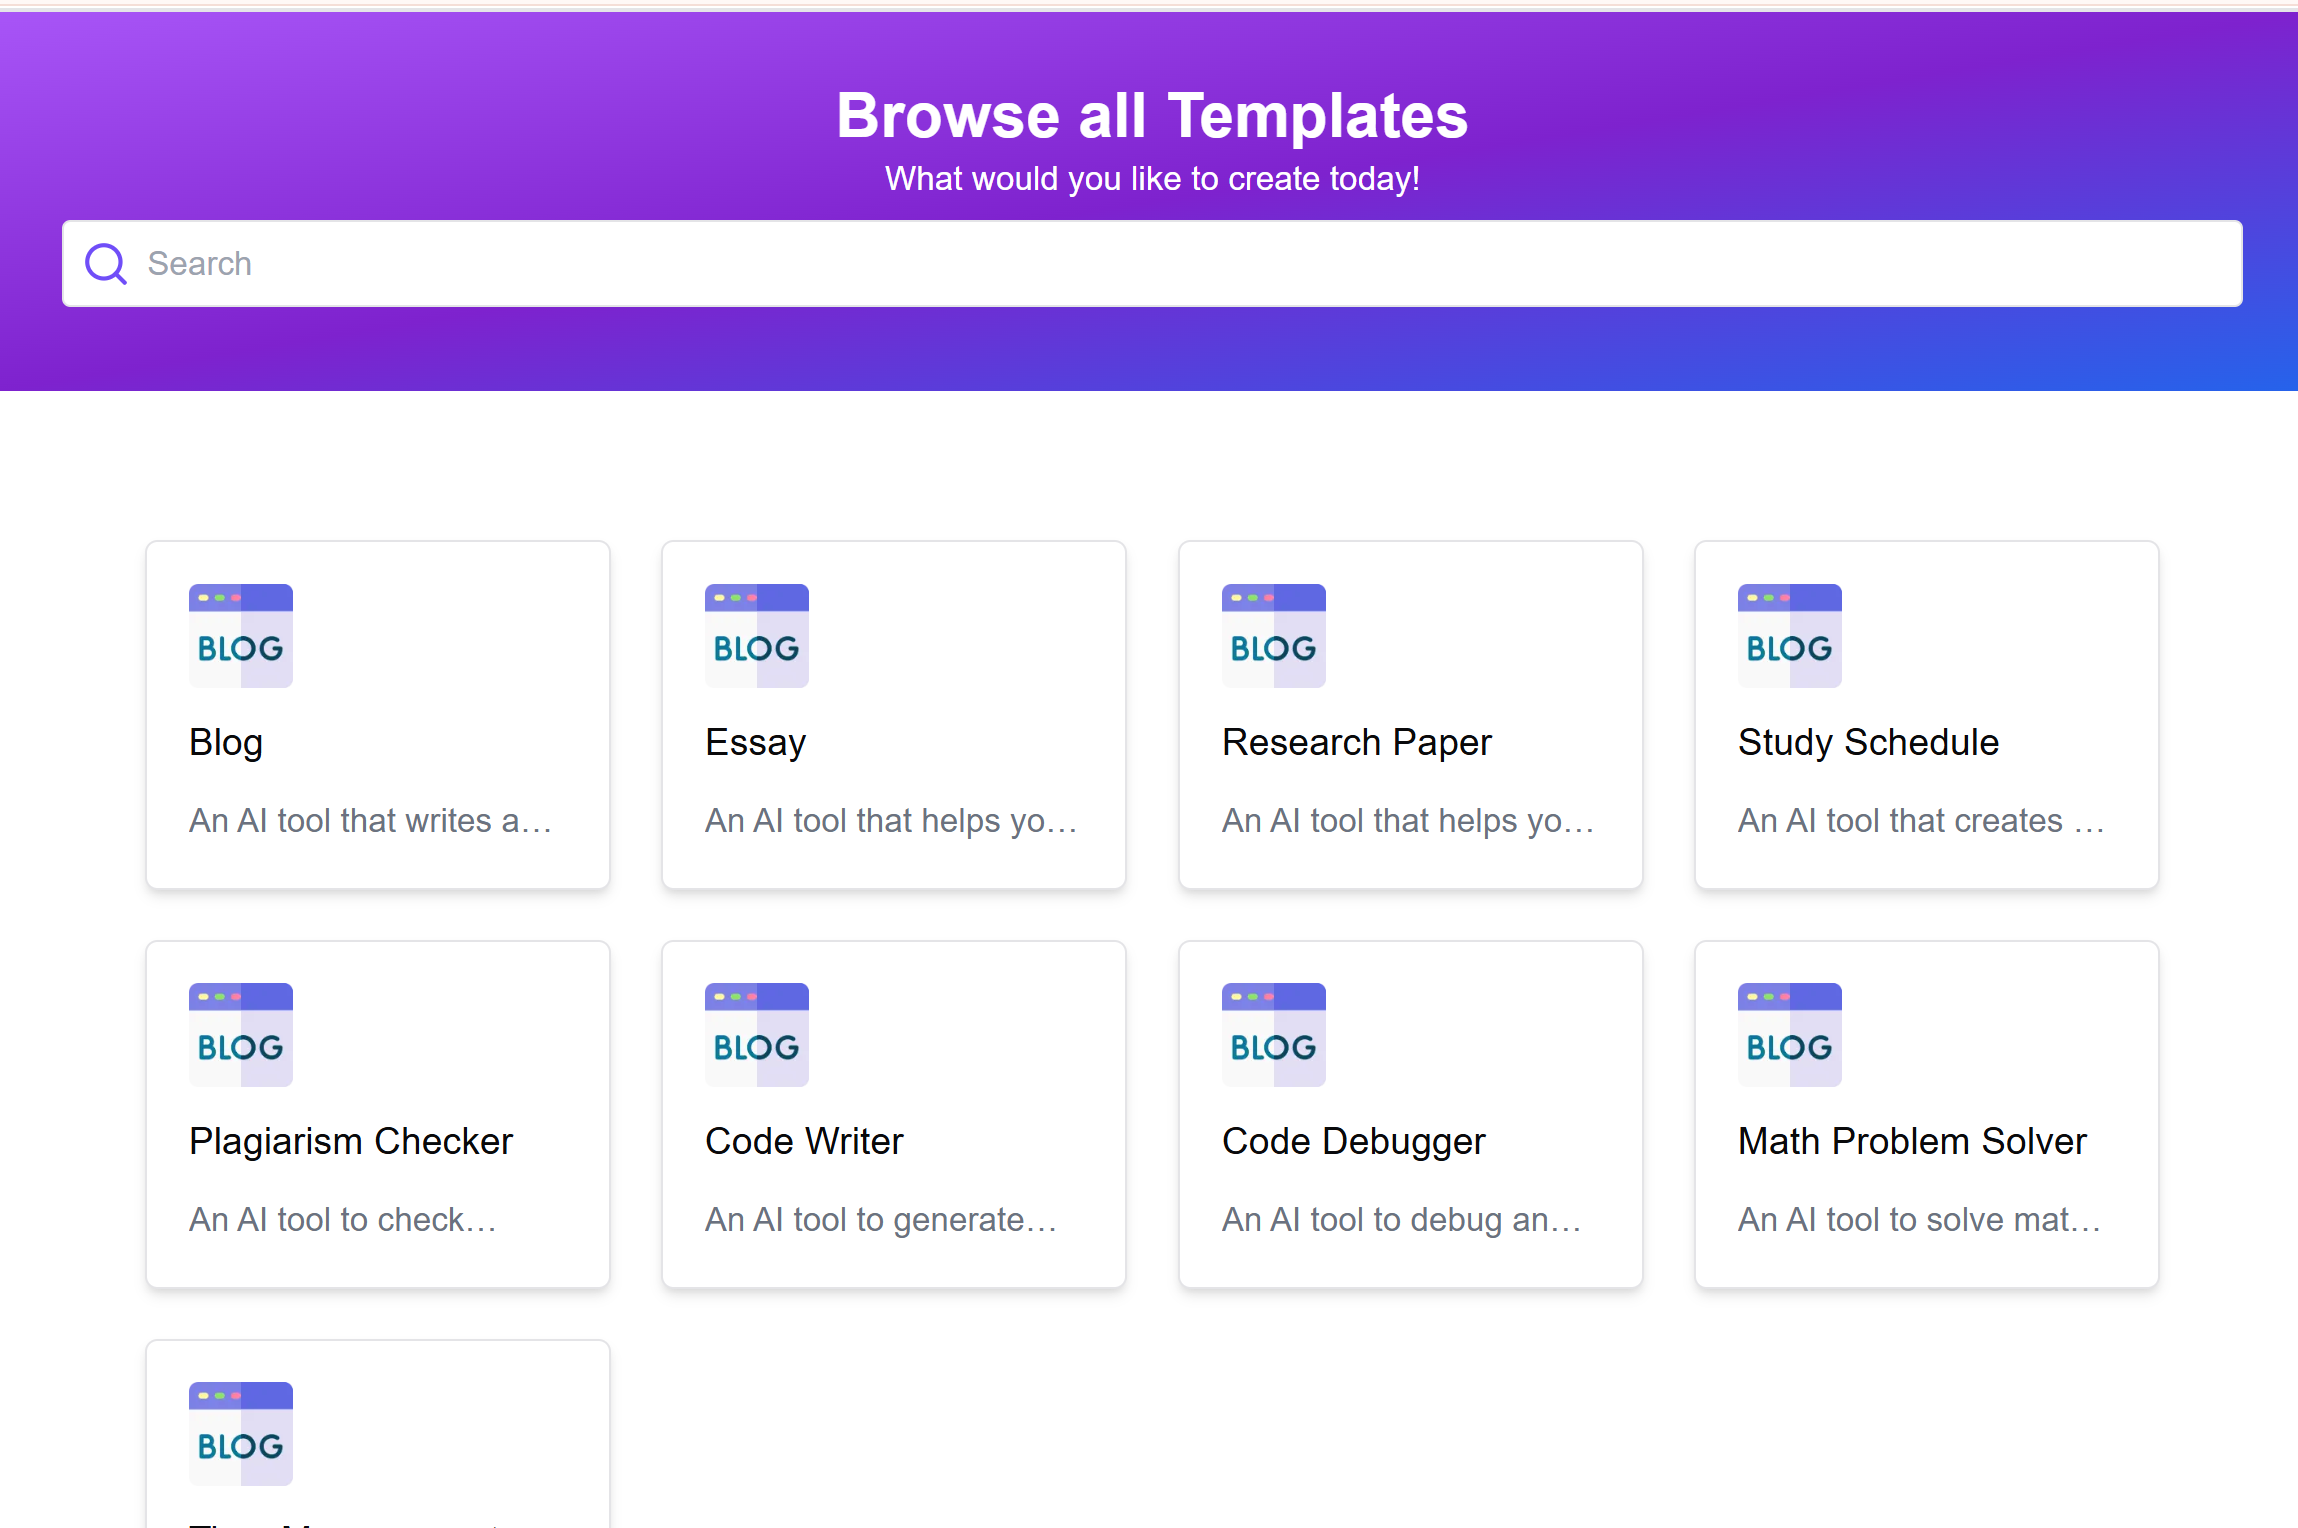 Browse all Templates
What would you like to create today!
Search
BLOG
BLOG
BLOG
BLOG
Blog
Essay
Research Paper
Study Schedule
An AI tool that writes a...
An AI tool that helps yo...
An AI tool that helps yo...
An AI tool that creates ...
BLOG
BLOG
BLOG
BLOG
Plagiarism Checker
Code Writer
Code Debugger
Math Problem Solver
An AI tool to check...
An AI tool to generate...
An AI tool to debug an...
An AI tool to solve mat...
BLOG